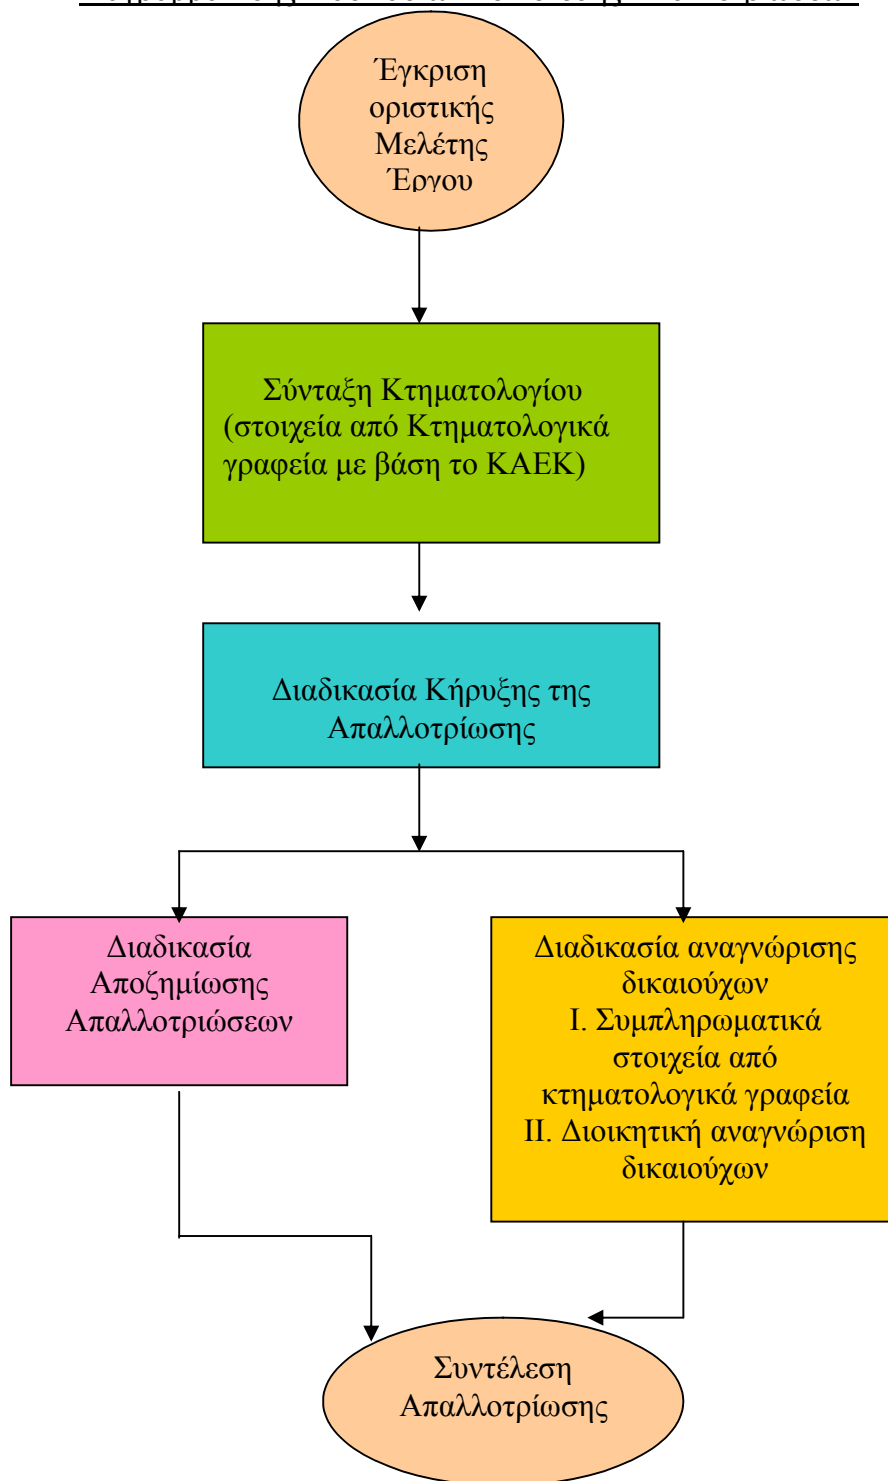 Έγκριση
οριστικής
Μελέτης
Έργου
Σύνταξη Κτηματολογίου
(στοιχεία από Κτηματολογικά
γραφεία με βάση το ΚΑΕΚ)
Διαδικασία Κήρυξης της
Απαλλοτρίωσης
Διαδικασία
Αποζημίωσης
Απαλλοτριώσεων
Διαδικασία αναγνώρισης
δικαιούχων
Ι. Συμπληρωματικά
στοιχεία από
κτηματολογικά γραφεία
ΙΙ. Διοικητική αναγνώριση
δικαιούχων
Συντέλεση
Απαλλοτρίωσης